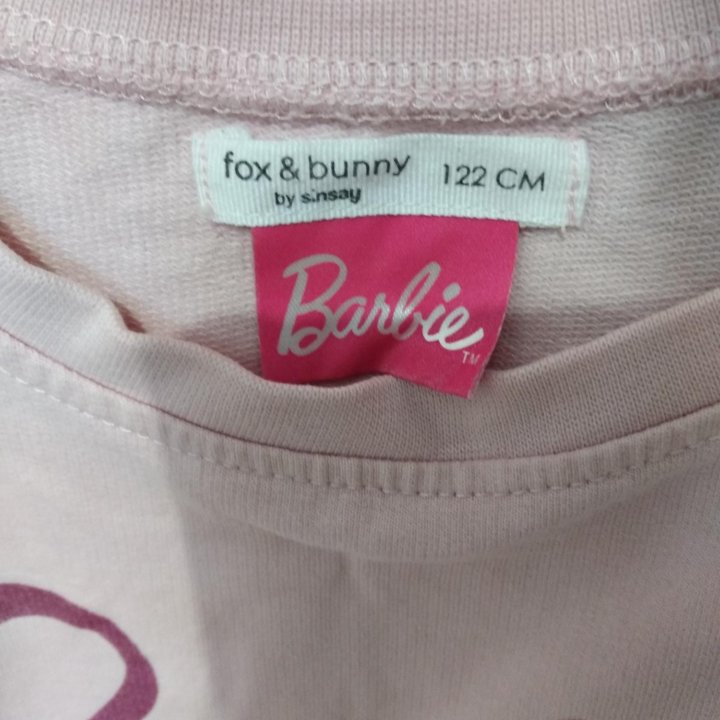 fox & bunny 122 CM
by sinsay
Barbie
TM